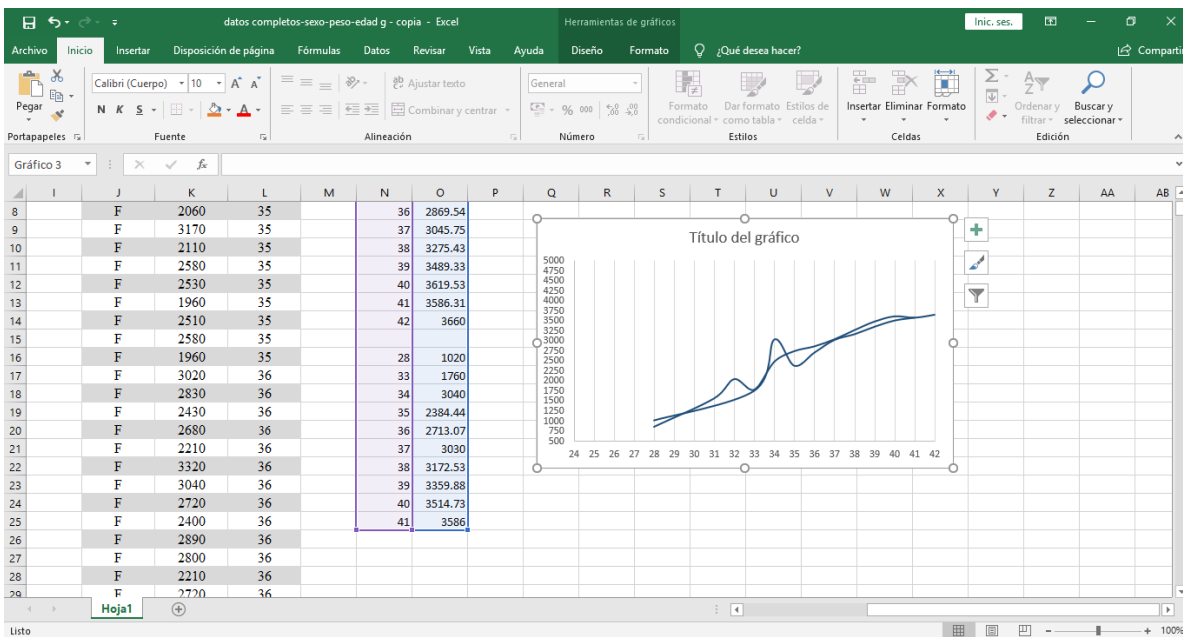 datos completos-sexo-peso-edad g - copia - Excel
Herramientas de gráficos
Inic. ses.
Archivo Inicio Insertar Disposición de página Fórmulas Datos Revisar Vista Ayuda Diseño Formato ¿Qué desea hacer? Compartir
Calibri (Cuerpo) 10 A A Ajustar texto General
Pegar N K S A Combinar y centrar % 000
Formato condicional Dar formato como tabla Estilos de celda Insertar Eliminar Formato Ordenar y filtrar Buscar y seleccionar
Portapapeles Fuente Alineación Número Estilos Celdas Edición
Gráfico 3 fx
I J K L M N O P Q R S T U V W X Y Z AA AB
8 F 2060 35 36 2869.54
9 F 3170 35 37 3045.75
10 F 2110 35 38 3275.43
11 F 2580 35 39 3489.33
12 F 2530 35 40 3619.53
13 F 1960 35 41 3586.31
14 F 2510 35 42 3660
15 F 2580 35
16 F 1960 35 28 1020
17 F 3020 36 33 1760
18 F 2830 36 34 3040
19 F 2430 36 35 2384.44
20 F 2680 36 36 2713.07
21 F 2210 36 37 3030
22 F 3320 36 38 3172.53
23 F 3040 36 39 3359.88
24 F 2720 36 40 3514.73
25 F 2400 36 41 3586
26 F 2890 36
27 F 2800 36
28 F 2210 36
29 F 2720 36
Título del gráfico
5000
4750
4500
4250
4000
3750
3500
3250
3000
2750
2500
2250
2000
1750
1500
1250
1000
750
500
24 25 26 27 28 29 30 31 32 33 34 35 36 37 38 39 40 41 42
Hoja1
Listo
100%